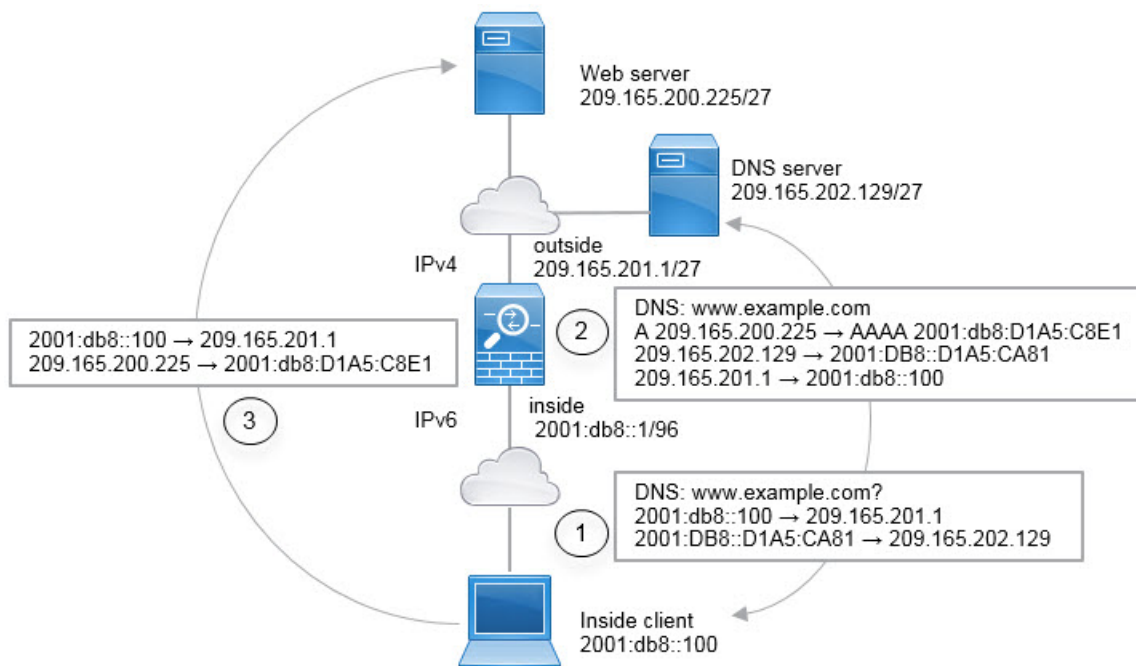 Web server
209.165.200.225/27
DNS server
209.165.202.129/27
outside
209.165.201.1/27
IPv4
2
DNS: www.example.com
A 209.165.200.225 → AAAA 2001:db8:D1A5:C8E1
209.165.202.129 → 2001:DB8::D1A5:CA81
209.165.201.1 → 2001:db8::100
2001:db8::100 → 209.165.201.1
209.165.200.225 → 2001:db8:D1A5:C8E1
3
IPv6
inside
2001:db8::1/96
1
DNS: www.example.com?
2001:db8::100 → 209.165.201.1
2001:DB8::D1A5:CA81 → 209.165.202.129
Inside client
2001:db8::100